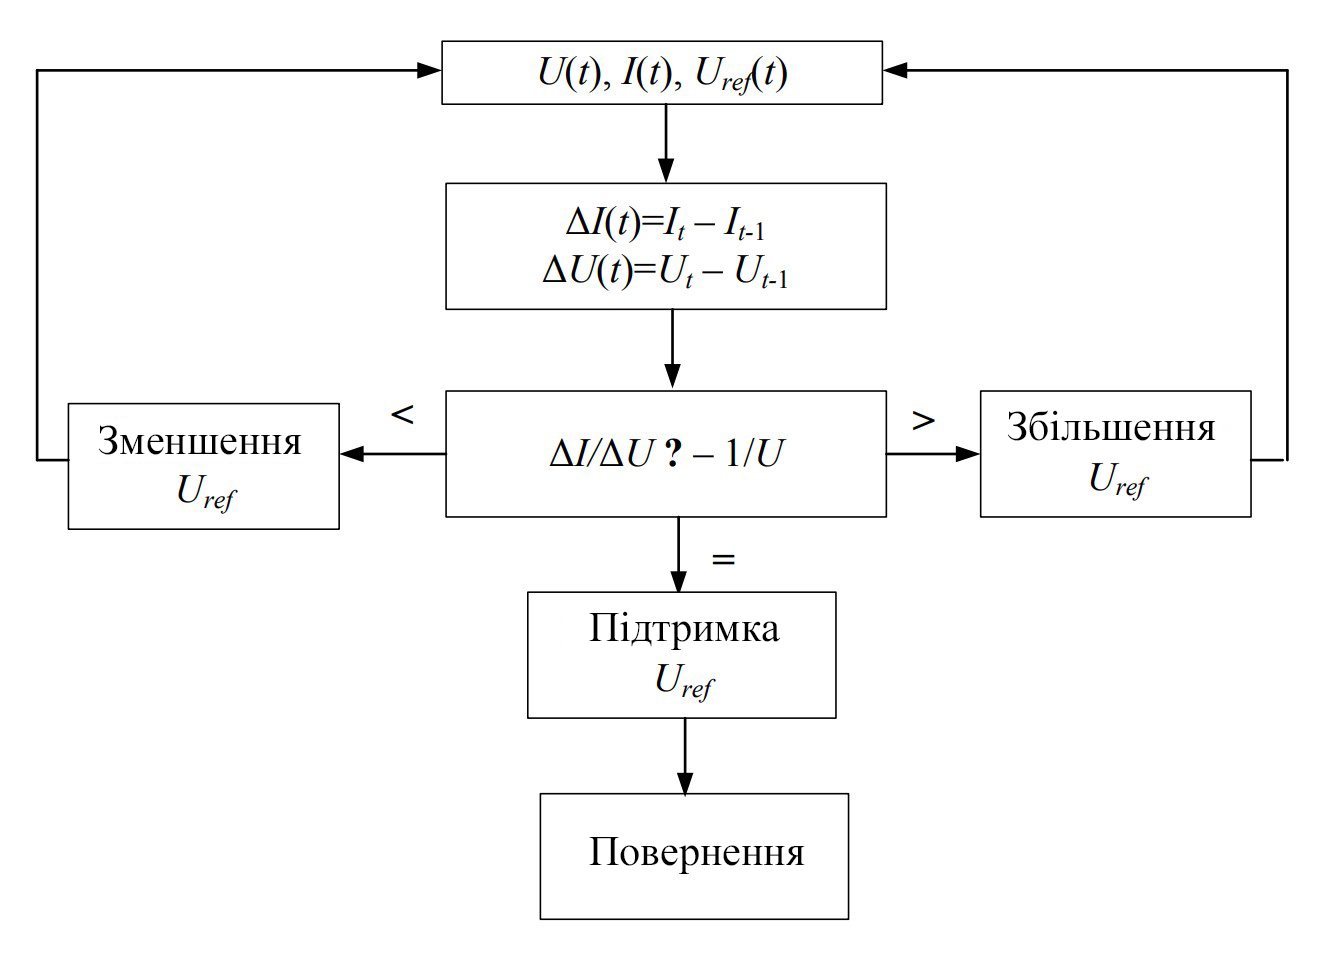 U(t), I(t), Uref(t)
ΔI(t)=It – It-1
ΔU(t)=Ut – Ut-1
<
ΔI/ΔU ? – 1/U
>
Зменшення
Uref
Збільшення
Uref
=
Підтримка
Uref
Повернення